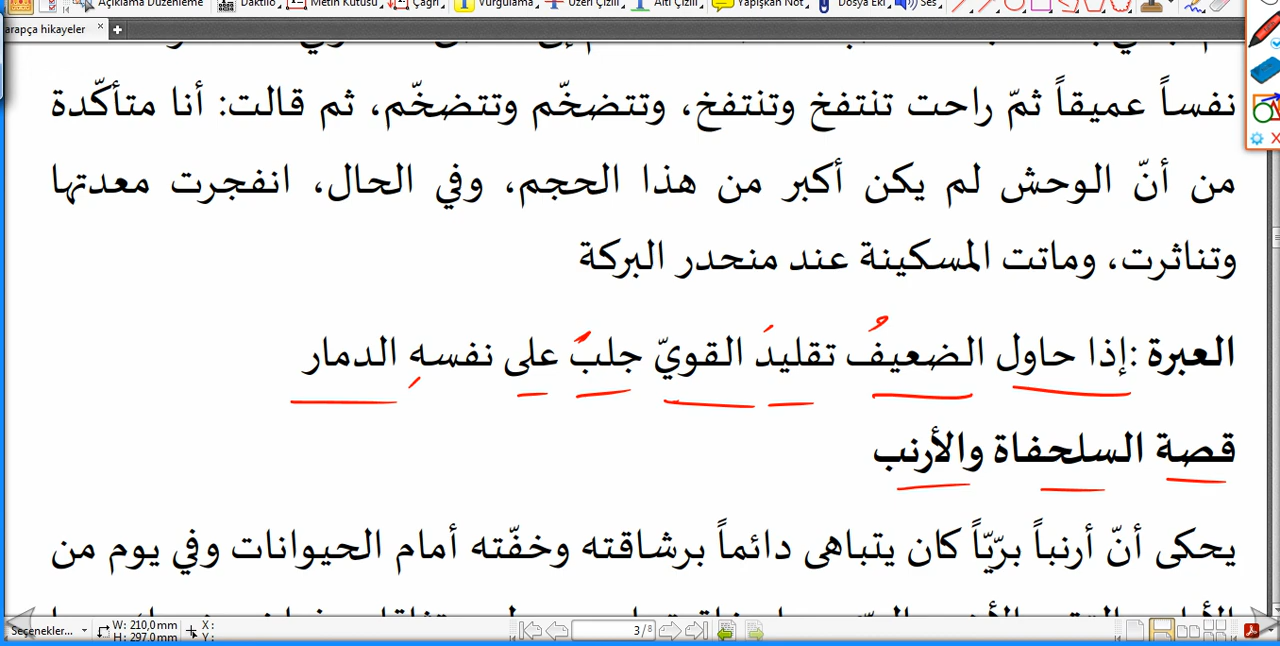 Açıklama Düzenleme Daktilo Metin Kutusu Çağrı Vurgulama Üzeri Çizili Altı Çizili Yapışkan Not Dosya Eki Ses
arapça hikayeler
نفساً عميقاً ثمّ راحت تنتفخ وتنتفخ، وتتضخّم وتتضخّم، ثم قالت: أنا متأكّدة
من أنّ الوحش لم يكن أكبر من هذا الحجم، وفي الحال، انفجرت معدتها
وتناثرت، وماتت المسكينة عند منحدر البركة
العبرة :إذا حاول الضعيفُ تقليدَ القويّ جلبَ على نفسهِ الدمار
قصة السلحفاة والأرنب
يحكى أنّ أرنباً برّيّاً كان يتباهى دائماً برشاقته وخفّته أمام الحيوانات وفي يوم من
Seçenekler... W: 210,0mm H: 297.0mm X: Y: 3/8